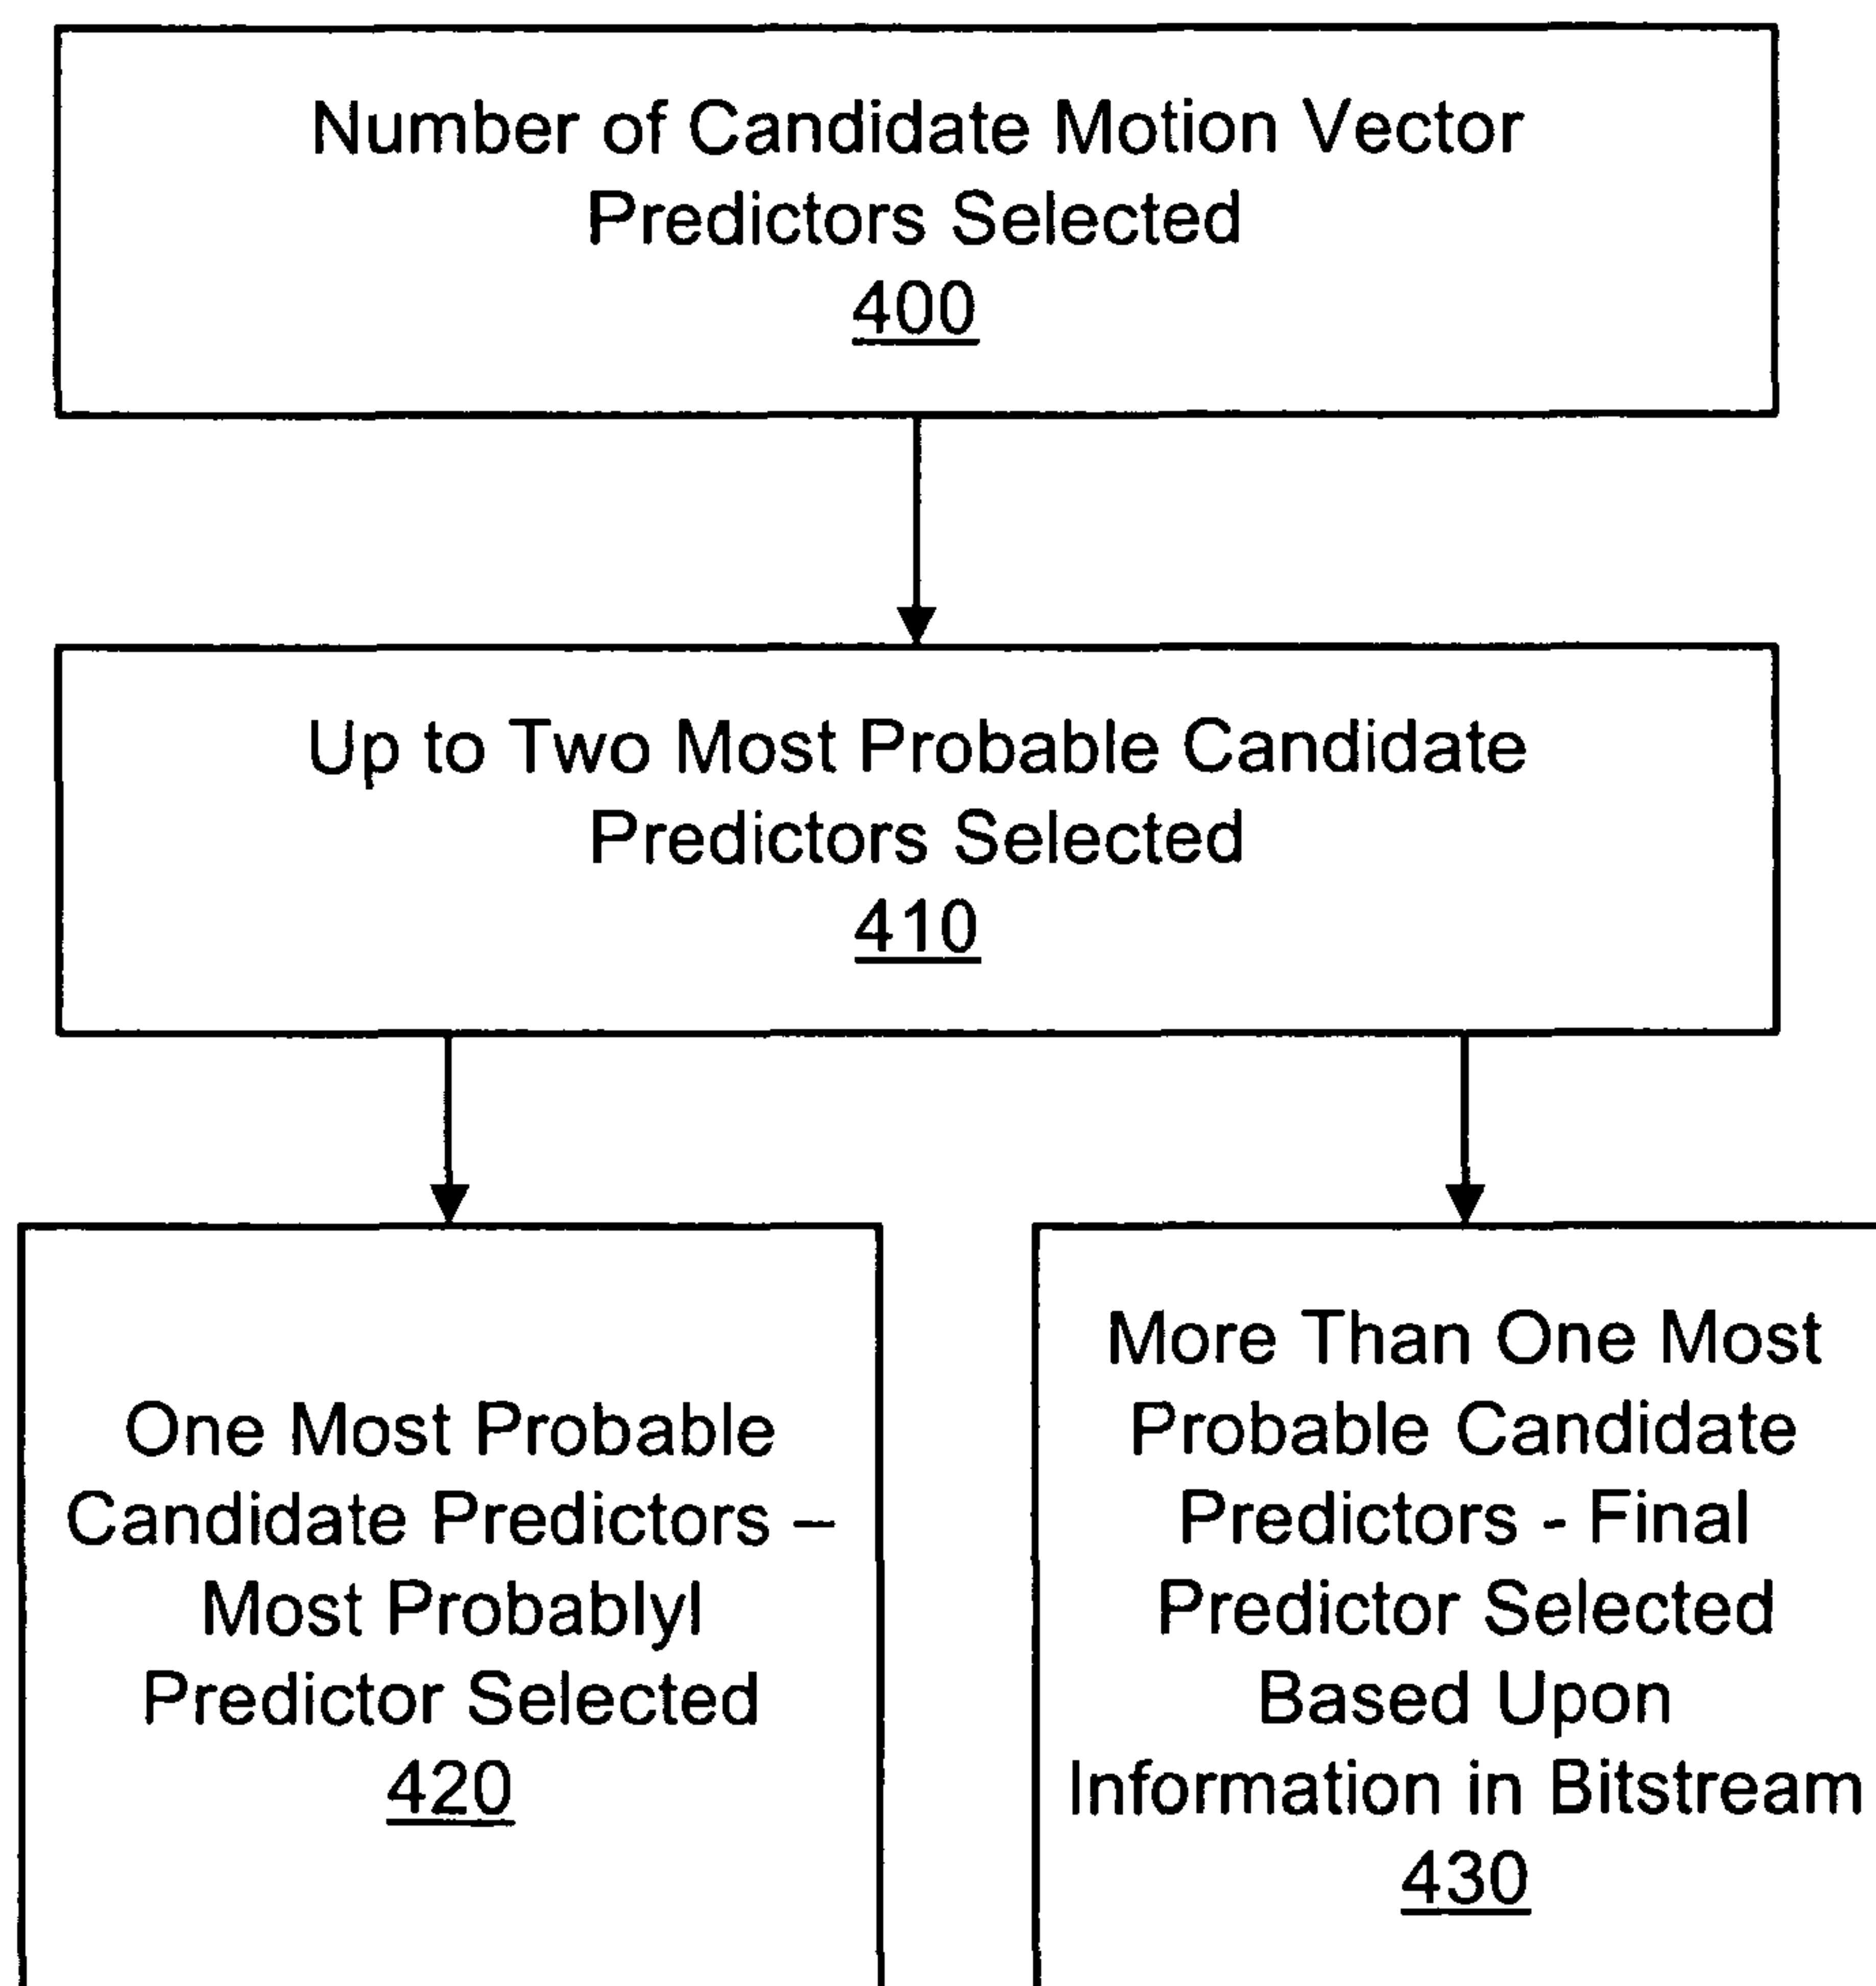 Number of Candidate Motion Vector
Predictors Selected
400
Up to Two Most Probable Candidate
Predictors Selected
410
One Most Probable
Candidate Predictors –
Most Probablyl
Predictor Selected
420
More Than One Most
Probable Candidate
Predictors - Final
Predictor Selected
Based Upon
Information in Bitstream
430